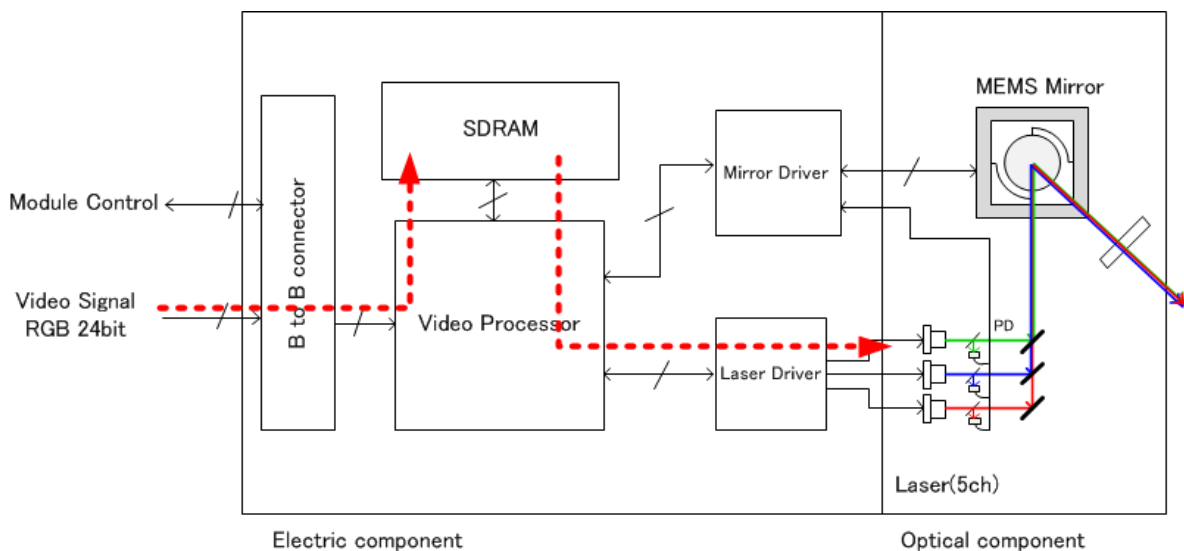 MEMS Mirror
SDRAM
Mirror Driver
Module Control
B to B connector
Video Signal
RGB 24bit
Video Processor
PD
Laser Driver
Laser(5ch)
Electric component
Optical component